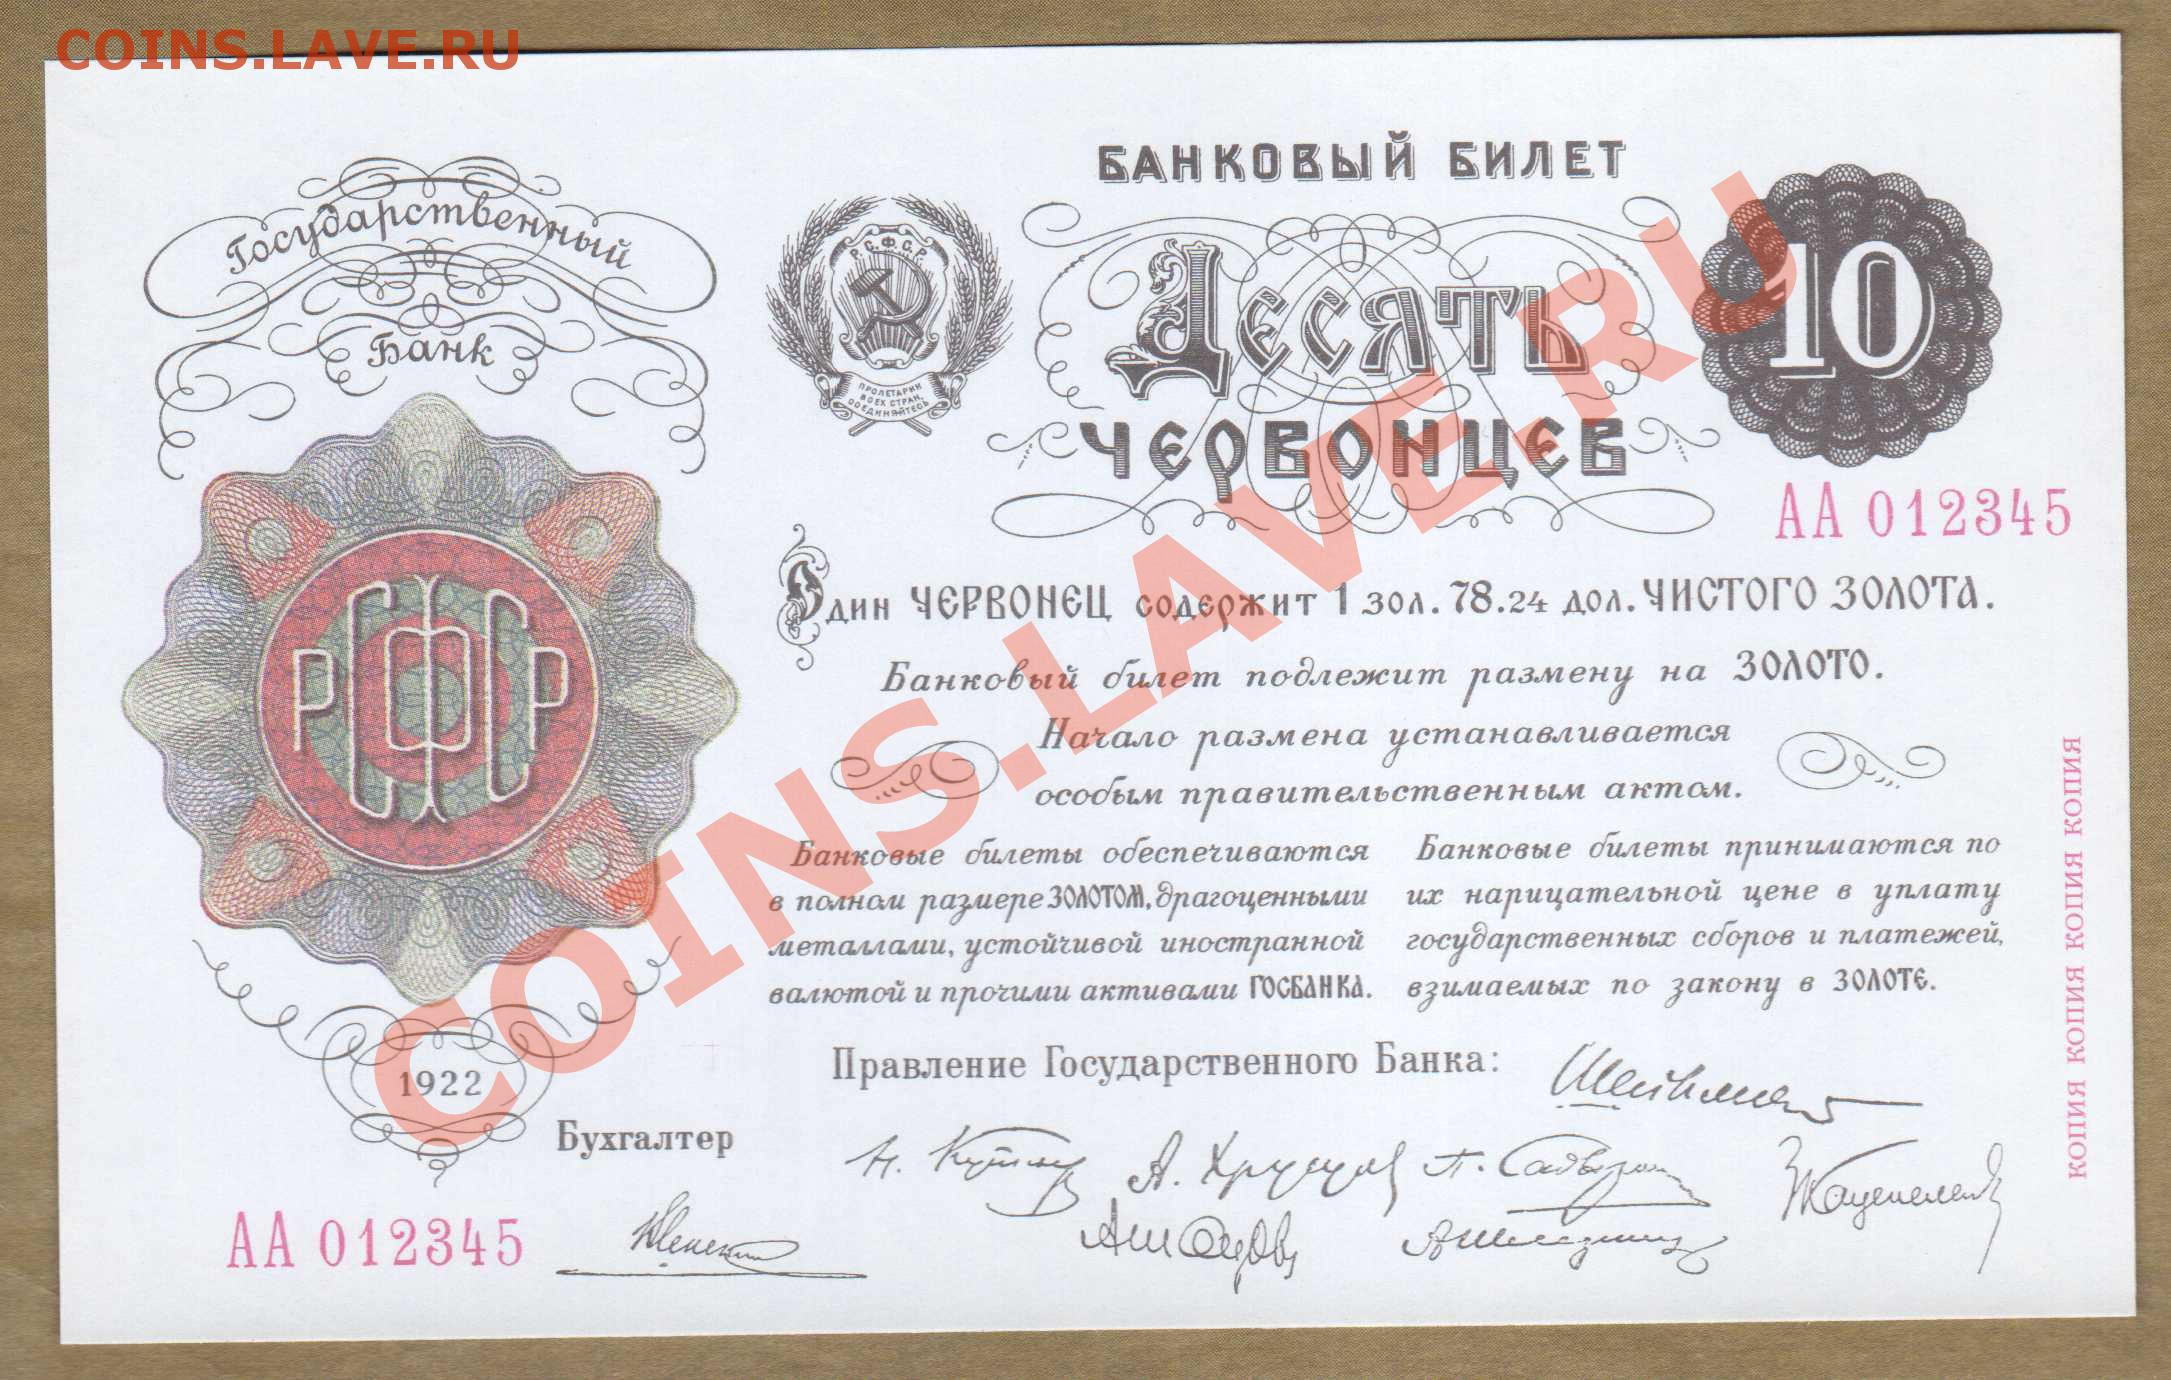 COINS.LAVE.RU
Государственный
Банк
РСФСР
1922
БАНКОВЫЙ БИЛЕТ
Р.С.Ф.С.Р.
ПРОЛЕТАРИИ
ВСЕХ СТРАН,
СОЕДИНЯЙТЕСЬ
ДЕСЯТЬ
ЧЕРВОНЦЕВ
10
АА 012345
Один ЧЕРВОНЕЦ содержит 1 зол. 78.24 дол. ЧИСТОГО ЗОЛОТА.
Банковый билет подлежит размену на ЗОЛОТО.
Начало размена устанавливается
особым правительственным актом.
Банковые билеты обеспечиваются
в полном размере ЗОЛОТОМ, драгоценными
металлами, устойчивой иностранной
валютой и прочими активами ГОСБАНКА.
Банковые билеты принимаются по
их нарицательной цене в уплату
государственных сборов и платежей,
взимаемых по закону в ЗОЛОТЕ.
Правление Государственного Банка:
Бухгалтер
АА 012345
КОПИЯ КОПИЯ КОПИЯ КОПИЯ
COINS.LAVE.RU